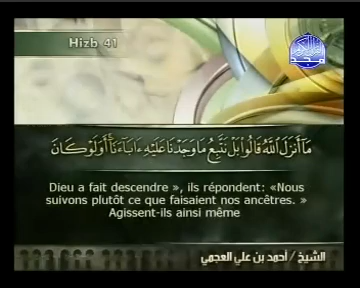 Hizb 41
مَآ أَنزَلَ ٱللَّهُ قَالُوا۟ بَلْ نَتَّبِعُ مَا وَجَدْنَا عَلَيْهِ ءَابَآءَنَآ أَوَلَوْ كَانَ
Dieu a fait descendre », ils répondent: «Nous
suivons plutôt ce que faisaient nos ancêtres. »
Agissent-ils ainsi même
الشيخ / أحمد بن علي العجمي